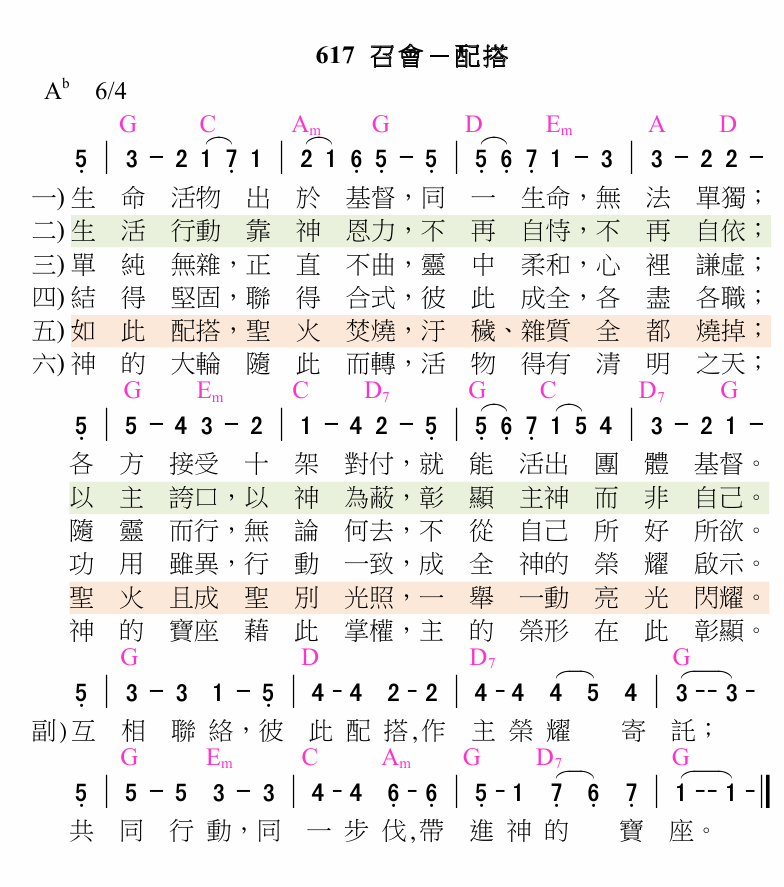 617 召會－配搭
A♭ 6/4
G C Am G D Em A D
5 | 3 - 2 1 7 1 | 2 1 6 5 - 5 | 5 6 7 1 - 3 | 3 - 2 2 -
一)生 命 活物 出 於 基督，同 一 生命，無 法 單獨；
二)生 活 行動 靠 神 恩力，不 再 自恃，不 再 自依；
三)單 純 無雜，正 直 不曲，靈 中 柔和，心 裡 謙虛；
四)結 得 堅固，聯 得 合式，彼 此 成全，各 盡 各職；
五)如 此 配搭，聖 火 焚燒，汙 穢、雜質 全 都 燒掉；
六)神 的 大輪 隨 此 而轉，活 物 得有 清 明 之天；
G Em C D7 G C D7 G
5 | 5 - 4 3 - 2 | 1 - 4 2 - 5 | 5 6 7 1 5 4 | 3 - 2 1 -
各 方 接受 十 架 對付，就 能 活出 團 體 基督。
以 主 誇口，以 神 為蔽，彰 顯 主神 而 非 自己。
隨 靈 而行，無 論 何去，不 從 自己 所 好 所欲。
功 用 雖異，行 動 一致，成 全 神的 榮 耀 啟示。
聖 火 且成 聖 別 光照，一 舉 一動 亮 光 閃耀。
神 的 寶座 藉 此 掌權，主 的 榮形 在 此 彰顯。
G D D7 G
5 | 3 - 3 1 - 5 | 4 - 4 2 - 2 | 4 - 4 4 5 4 | 3 - - 3 -
副)互 相 聯 絡，彼 此 配 搭,作 主 榮 耀 寄 託；
G Em C Am G D7 G
5 | 5 - 5 3 - 3 | 4 - 4 6 - 6 | 5 - 1 7 6 7 | 1 - - 1 - ‖
共 同 行 動，同 一 步 伐,帶 進 神 的 寶 座。